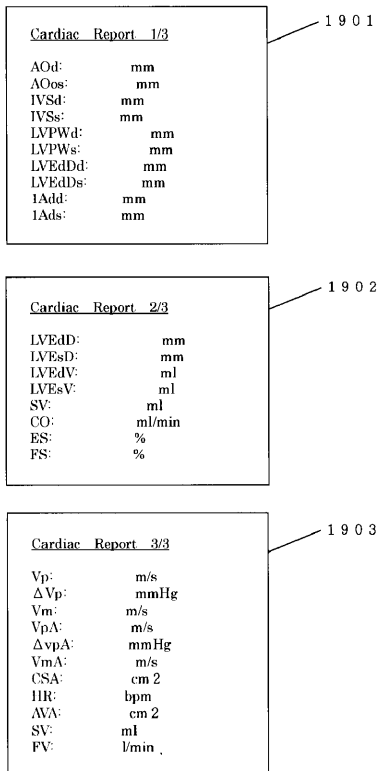 1901
Cardiac Report 1/3
AOd: mm
AOos: mm
IVSd: mm
IVSs: mm
LVPWd: mm
LVPWs: mm
LVEdDd: mm
LVEdDs: mm
1Add: mm
1Ads: mm
1902
Cardiac Report 2/3
LVEdD: mm
LVEsD: mm
LVEdV: ml
LVEsV: ml
SV: ml
CO: ml/min
ES: %
FS: %
1903
Cardiac Report 3/3
Vp: m/s
ΔVp: mmHg
Vm: m/s
VpA: m/s
ΔvpA: mmHg
VmA: m/s
CSA: cm 2
HR: bpm
AVA: cm 2
SV: ml
FV: l/min